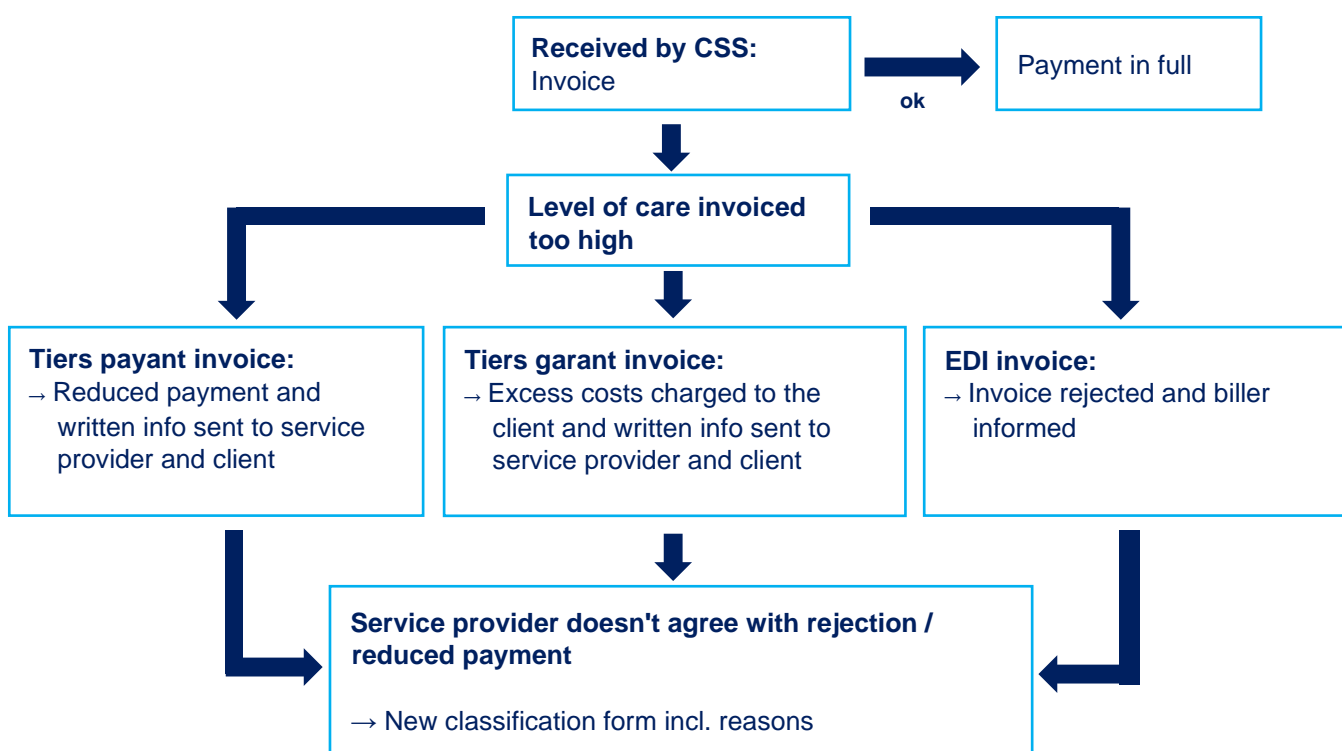 Received by CSS:
Invoice
ok
Payment in full
Level of care invoiced
too high
Tiers payant invoice:
→ Reduced payment and
written info sent to service
provider and client
Tiers garant invoice:
→ Excess costs charged to the
client and written info sent to
service provider and client
EDI invoice:
→ Invoice rejected and biller
informed
Service provider doesn't agree with rejection /
reduced payment
→ New classification form incl. reasons